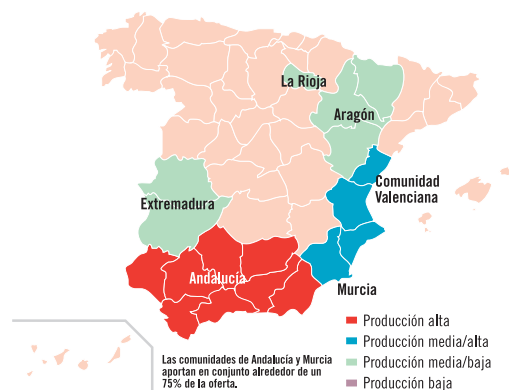 La Rioja
Aragón
Comunidad
Valenciana
Extremadura
Andalucía
Murcia
Producción alta
Producción media/alta
Producción media/baja
Producción baja
Las comunidades de Andalucía y Murcia
aportan en conjunto alrededor de un
75% de la oferta.